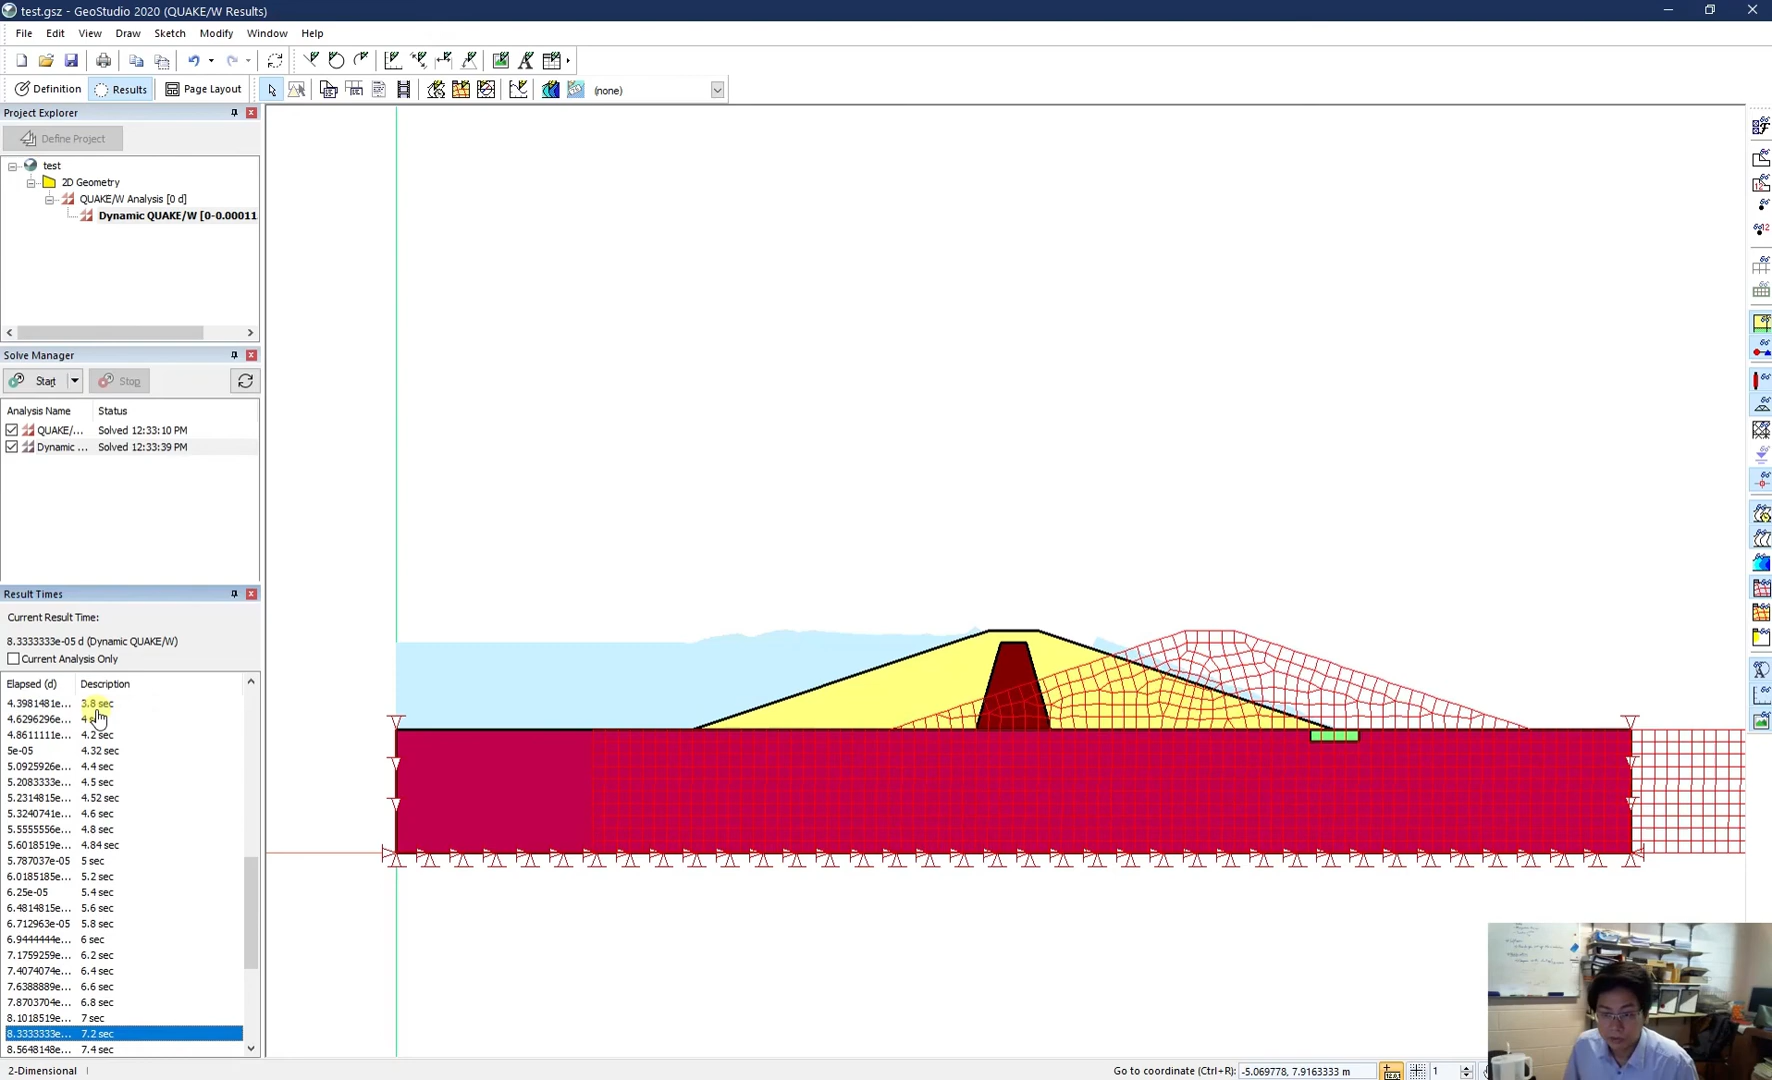 test.gsz - GeoStudio 2020 (QUAKE/W Results)
File Edit View Draw Sketch Modify Window Help
Definition Results Page Layout (none)
Project Explorer
Define Project
test
2D Geometry
QUAKE/W Analysis [0 d]
Dynamic QUAKE/W [0-0.00011
Solve Manager
Start Stop
Analysis Name Status
QUAKE/... Solved 12:33:10 PM
Dynamic ... Solved 12:33:39 PM
Result Times
Current Result Time:
8.3333333e-05 d (Dynamic QUAKE/W)
Current Analysis Only
Elapsed (d) Description
4.3981481e... 3.8 sec
4.6296296e... 4
4.8611111e... 4.2 sec
5e-05 4.32 sec
5.0925926e... 4.4 sec
5.2083333e... 4.5 sec
5.2314815e... 4.52 sec
5.3240741e... 4.6 sec
5.5555556e... 4.8 sec
5.6018519e... 4.84 sec
5.787037e-05 5 sec
6.0185185e... 5.2 sec
6.25e-05 5.4 sec
6.4814815e... 5.6 sec
6.712963e-05 5.8 sec
6.9444444e... 6 sec
7.1759259e... 6.2 sec
7.4074074e... 6.4 sec
7.6388889e... 6.6 sec
7.8703704e... 6.8 sec
8.1018519e... 7 sec
8.3333333e... 7.2 sec
8.5648148e... 7.4 sec
2-Dimensional Go to coordinate (Ctrl+R): -5.069778, 7.9163333 m 1